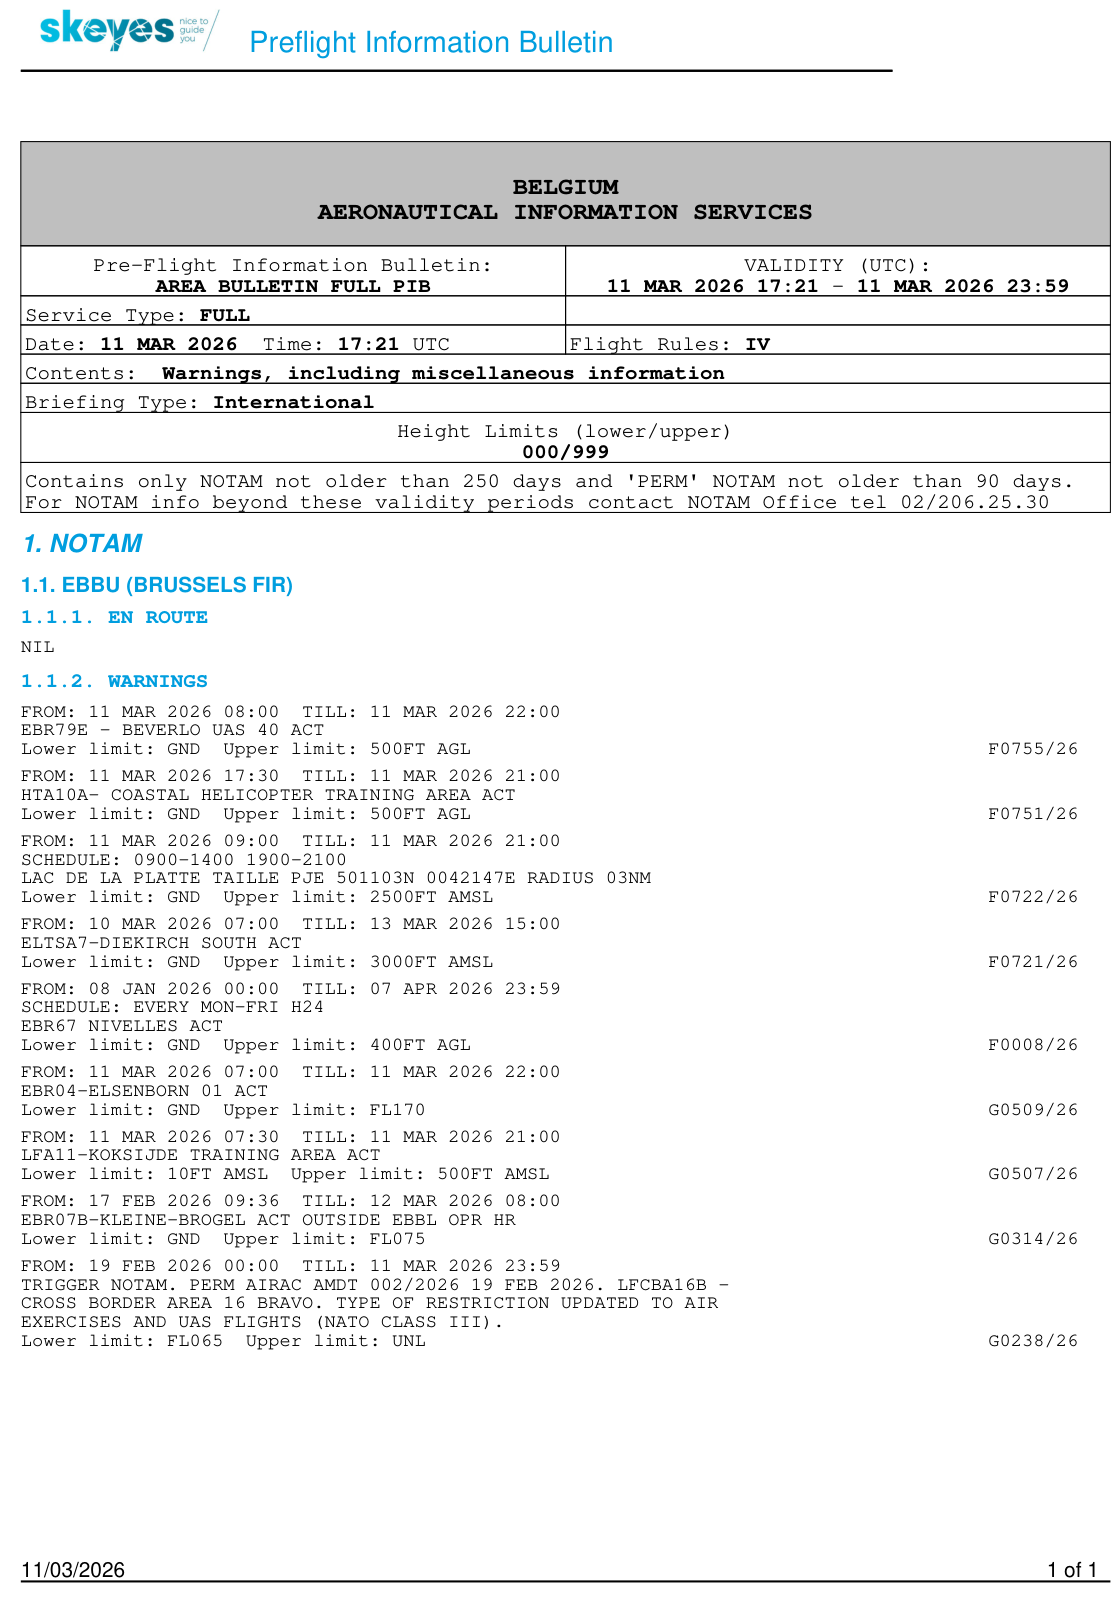 skeyes nice to guide you
Preflight Information Bulletin
BELGIUM
AERONAUTICAL INFORMATION SERVICES
Pre-Flight Information Bulletin:
AREA BULLETIN FULL PIB
VALIDITY (UTC):
11 MAR 2026 17:21 - 11 MAR 2026 23:59
Service Type: FULL
Date: 11 MAR 2026  Time: 17:21 UTC
Flight Rules: IV
Contents:  Warnings, including miscellaneous information
Briefing Type: International
Height Limits (lower/upper)
000/999
Contains only NOTAM not older than 250 days and 'PERM' NOTAM not older than 90 days.
For NOTAM info beyond these validity periods contact NOTAM Office tel 02/206.25.30
1. NOTAM
1.1. EBBU (BRUSSELS FIR)
1.1.1. EN ROUTE
NIL
1.1.2. WARNINGS
FROM: 11 MAR 2026 08:00  TILL: 11 MAR 2026 22:00
EBR79E - BEVERLO UAS 40 ACT
Lower limit: GND  Upper limit: 500FT AGL F0755/26
FROM: 11 MAR 2026 17:30  TILL: 11 MAR 2026 21:00
HTA10A- COASTAL HELICOPTER TRAINING AREA ACT
Lower limit: GND  Upper limit: 500FT AGL F0751/26
FROM: 11 MAR 2026 09:00  TILL: 11 MAR 2026 21:00
SCHEDULE: 0900-1400 1900-2100
LAC DE LA PLATTE TAILLE PJE 501103N 0042147E RADIUS 03NM
Lower limit: GND  Upper limit: 2500FT AMSL F0722/26
FROM: 10 MAR 2026 07:00  TILL: 13 MAR 2026 15:00
ELTSA7-DIEKIRCH SOUTH ACT
Lower limit: GND  Upper limit: 3000FT AMSL F0721/26
FROM: 08 JAN 2026 00:00  TILL: 07 APR 2026 23:59
SCHEDULE: EVERY MON-FRI H24
EBR67 NIVELLES ACT
Lower limit: GND  Upper limit: 400FT AGL F0008/26
FROM: 11 MAR 2026 07:00  TILL: 11 MAR 2026 22:00
EBR04-ELSENBORN 01 ACT
Lower limit: GND  Upper limit: FL170 G0509/26
FROM: 11 MAR 2026 07:30  TILL: 11 MAR 2026 21:00
LFA11-KOKSIJDE TRAINING AREA ACT
Lower limit: 10FT AMSL  Upper limit: 500FT AMSL G0507/26
FROM: 17 FEB 2026 09:36  TILL: 12 MAR 2026 08:00
EBR07B-KLEINE-BROGEL ACT OUTSIDE EBBL OPR HR
Lower limit: GND  Upper limit: FL075 G0314/26
FROM: 19 FEB 2026 00:00  TILL: 11 MAR 2026 23:59
TRIGGER NOTAM. PERM AIRAC AMDT 002/2026 19 FEB 2026. LFCBA16B -
CROSS BORDER AREA 16 BRAVO. TYPE OF RESTRICTION UPDATED TO AIR
EXERCISES AND UAS FLIGHTS (NATO CLASS III).
Lower limit: FL065  Upper limit: UNL G0238/26
11/03/2026 1 of 1